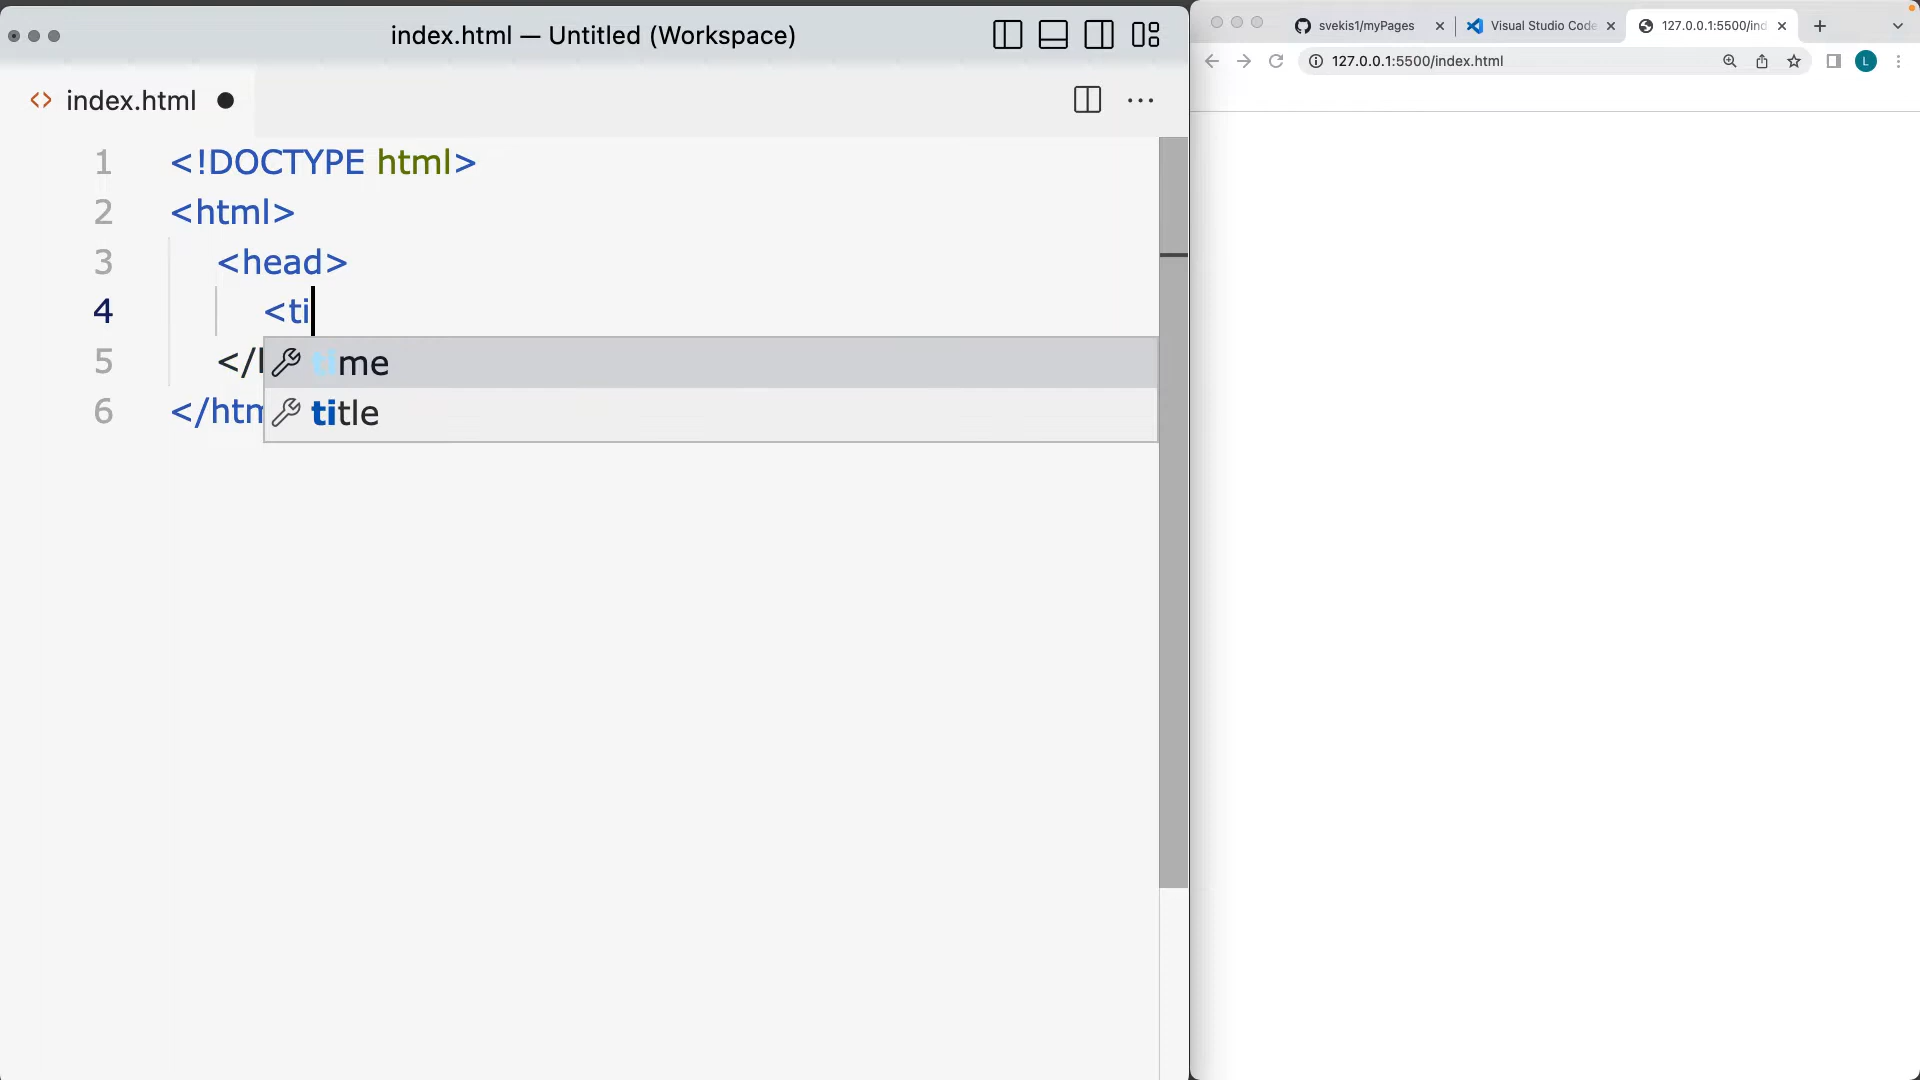 index.html — Untitled (Workspace)
index.html
1 <!DOCTYPE html>
2 <html>
3 <head>
4 <ti
5 </
6 </htm
time
title
svekis1/myPages
Visual Studio Code
127.0.0.1:5500/ind
127.0.0.1:5500/index.html
L